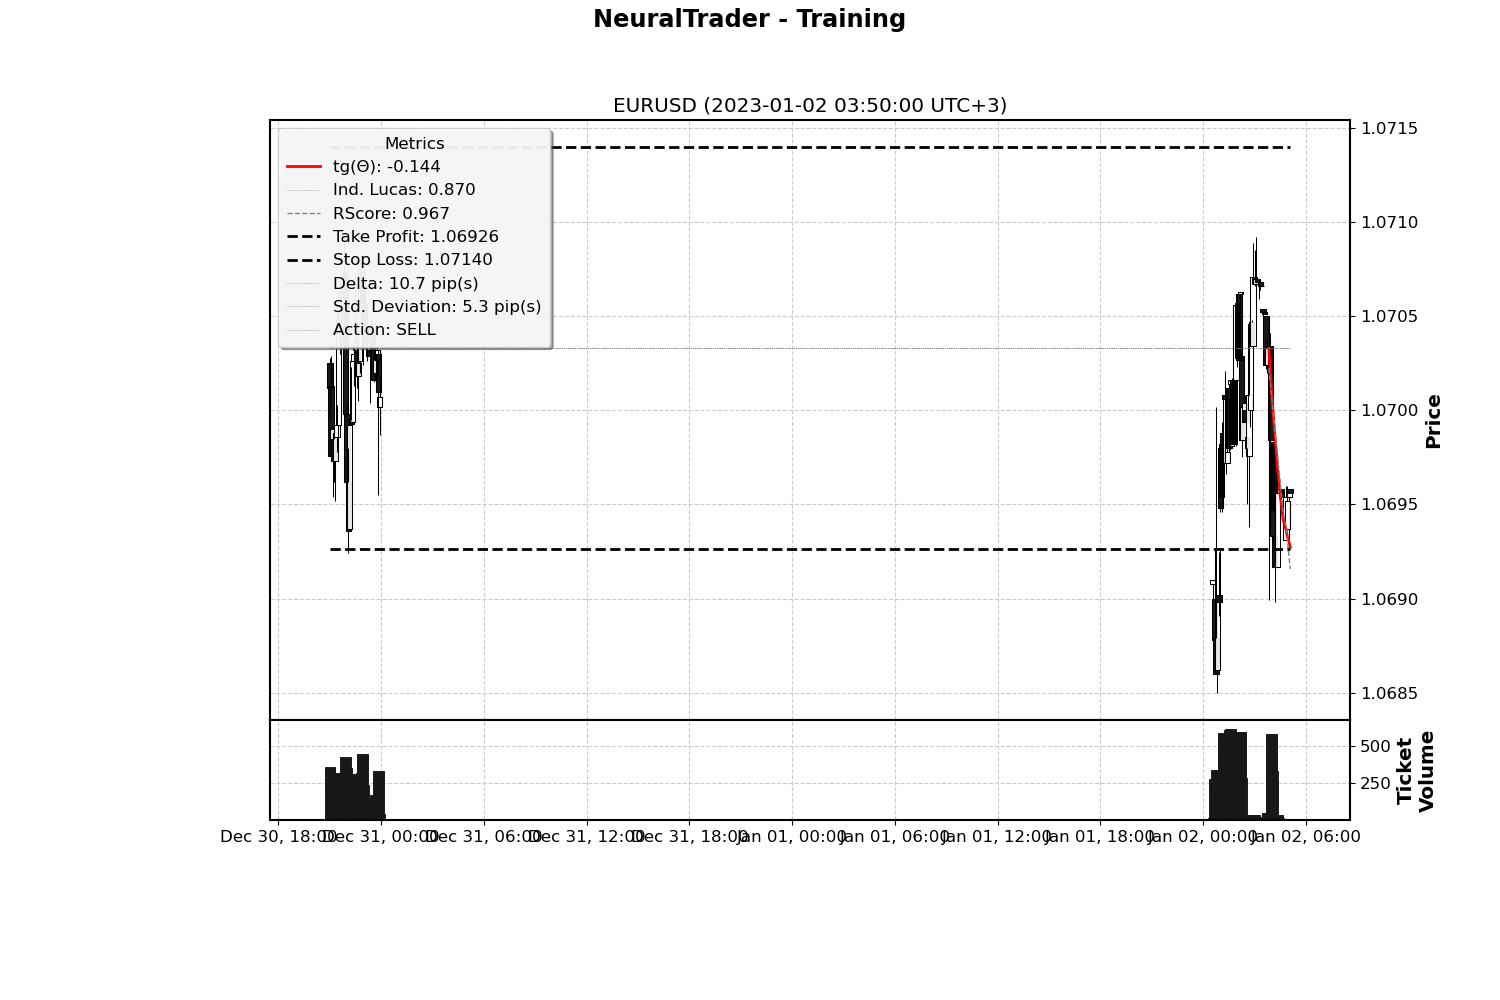 NeuralTrader - Training
EURUSD (2023-01-02 03:50:00 UTC+3)
Metrics
tg(Θ): -0.144
Ind. Lucas: 0.870
RScore: 0.967
Take Profit: 1.06926
Stop Loss: 1.07140
Delta: 10.7 pip(s)
Std. Deviation: 5.3 pip(s)
Action: SELL
1.0715
1.0710
1.0705
1.0700
1.0695
1.0690
1.0685
Price
500
250
Ticket
Volume
Dec 30, 18:00
Dec 31, 00:00
Dec 31, 06:00
Dec 31, 12:00
Dec 31, 18:00
Jan 01, 00:00
Jan 01, 06:00
Jan 01, 12:00
Jan 01, 18:00
Jan 02, 00:00
Jan 02, 06:00